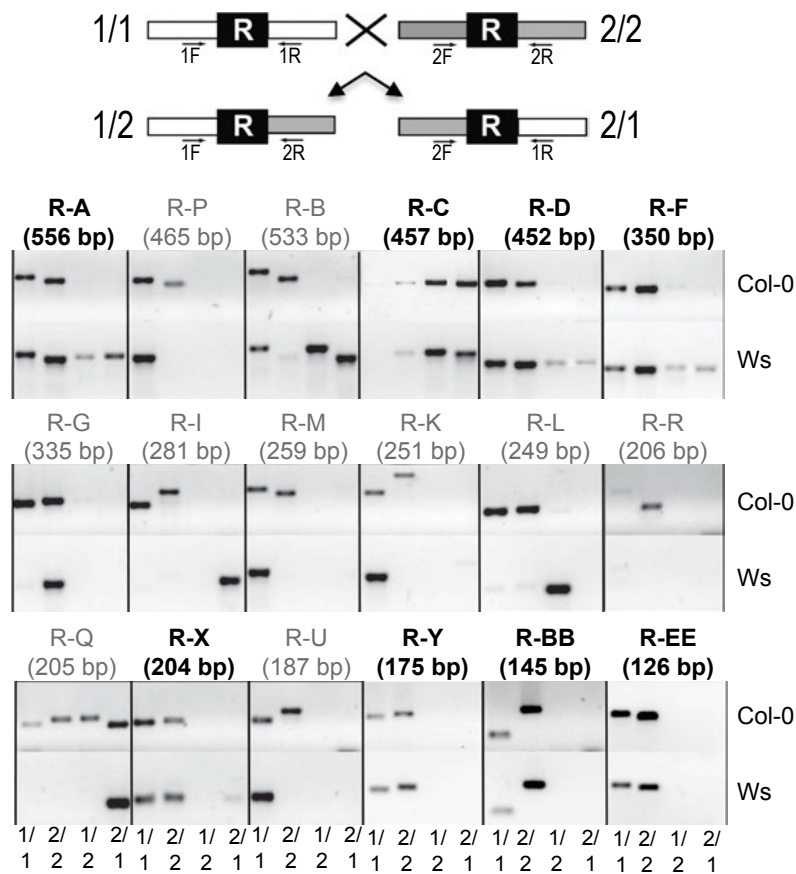 1/1 R 1F 1R R 2F 2R 2/2
1/2 R 1F 2R R 2F 1R 2/1
R-A R-P R-B R-C R-D R-F
(556 bp) (465 bp) (533 bp) (457 bp) (452 bp) (350 bp)
Col-0
Ws
R-G R-I R-M R-K R-L R-R
(335 bp) (281 bp) (259 bp) (251 bp) (249 bp) (206 bp)
Col-0
Ws
R-Q R-X R-U R-Y R-BB R-EE
(205 bp) (204 bp) (187 bp) (175 bp) (145 bp) (126 bp)
Col-0
Ws
1/ 2/ 1/ 2/ 1/ 2/ 1/ 2/ 1/ 2/ 1/ 2/ 1/ 2/ 1/ 2/ 1/ 2/ 1/ 2/ 1/ 2/ 1/ 2/
1 2 2 1 1 2 2 1 1 2 2 1 1 2 2 1 1 2 2 1 1 2 2 1